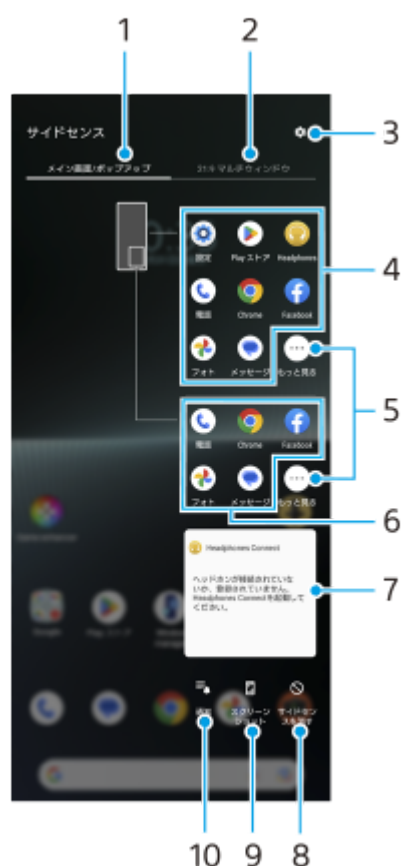 1
2
サイドセンス
3
メイン画面/ポップアップ
21:9 マルチウィンドウ
4
設定
Play ストア
Headphones
電話
Chrome
Facebook
5
フォト
メッセージ
もっと見る
電話
Chrome
Facebook
フォト
メッセージ
もっと見る
6
Headphones Connect
7
ヘッドホンが接続されていな
いか、登録されていません。
Headphones Connectを起動して
ください。
Google
Play ストア
スクリーン
ショット
サイドセン
スを隠す
10
9
8